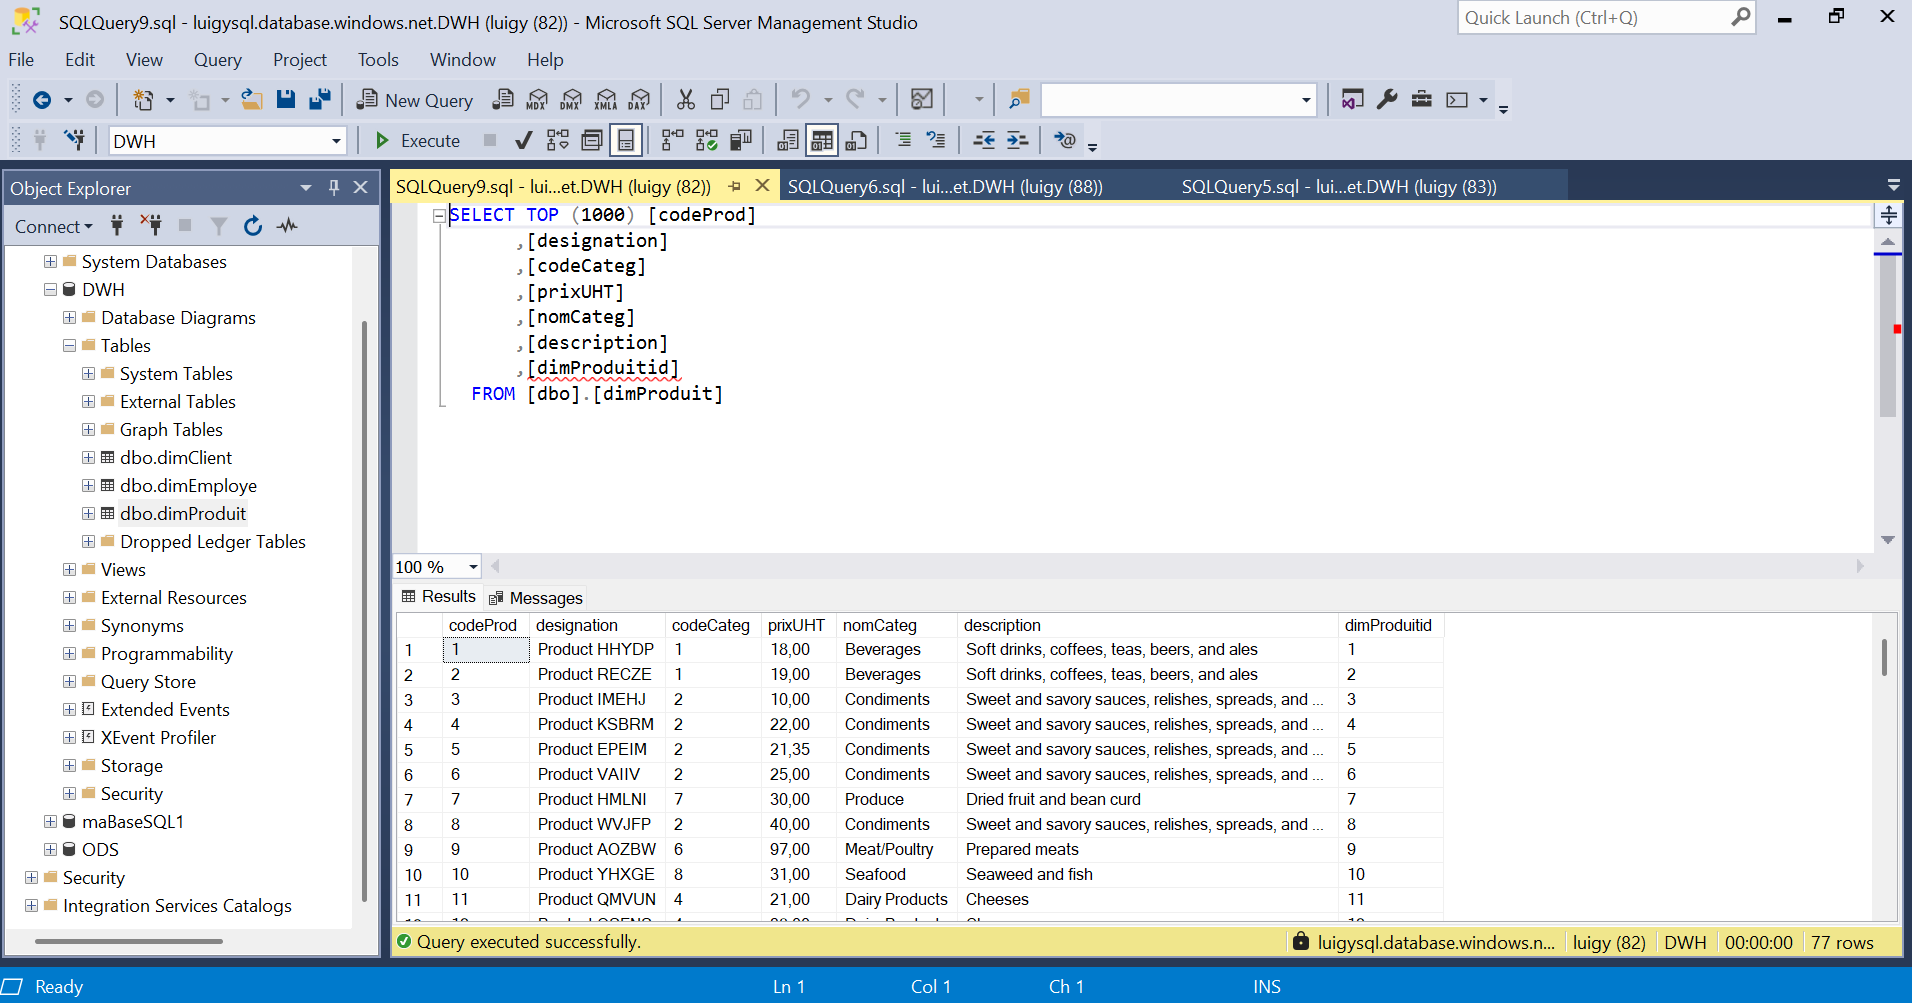 SQLQuery9.sql - luigysql.database.windows.net.DWH (luigy (82)) - Microsoft SQL Server Management Studio
Quick Launch (Ctrl+Q)
File Edit View Query Project Tools Window Help
New Query MDX DMX XMLA DAX
DWH Execute
Object Explorer
Connect
System Databases
DWH
Database Diagrams
Tables
System Tables
External Tables
Graph Tables
dbo.dimClient
dbo.dimEmploye
dbo.dimProduit
Dropped Ledger Tables
Views
External Resources
Synonyms
Programmability
Query Store
Extended Events
XEvent Profiler
Storage
Security
maBaseSQL1
ODS
Security
Integration Services Catalogs
SQLQuery9.sql - lui...et.DWH (luigy (82)) SQLQuery6.sql - lui...et.DWH (luigy (88)) SQLQuery5.sql - lui...et.DWH (luigy (83))
SELECT TOP (1000) [codeProd]
,[designation]
,[codeCateg]
,[prixUHT]
,[nomCateg]
,[description]
,[dimProduitid]
FROM [dbo].[dimProduit]
100 %
Results Messages
codeProd designation codeCateg prixUHT nomCateg description dimProduitid
1 1 Product HHYDP 1 18,00 Beverages Soft drinks, coffees, teas, beers, and ales 1
2 2 Product RECZE 1 19,00 Beverages Soft drinks, coffees, teas, beers, and ales 2
3 3 Product IMEHJ 2 10,00 Condiments Sweet and savory sauces, relishes, spreads, and ... 3
4 4 Product KSBRM 2 22,00 Condiments Sweet and savory sauces, relishes, spreads, and ... 4
5 5 Product EPEIM 2 21,35 Condiments Sweet and savory sauces, relishes, spreads, and ... 5
6 6 Product VAIIV 2 25,00 Condiments Sweet and savory sauces, relishes, spreads, and ... 6
7 7 Product HMLNI 7 30,00 Produce Dried fruit and bean curd 7
8 8 Product WVJFP 2 40,00 Condiments Sweet and savory sauces, relishes, spreads, and ... 8
9 9 Product AOZBW 6 97,00 Meat/Poultry Prepared meats 9
10 10 Product YHXGE 8 31,00 Seafood Seaweed and fish 10
11 11 Product QMVUN 4 21,00 Dairy Products Cheeses 11
Query executed successfully. luigysql.database.windows.n... luigy (82) DWH 00:00:00 77 rows
Ready Ln 1 Col 1 Ch 1 INS